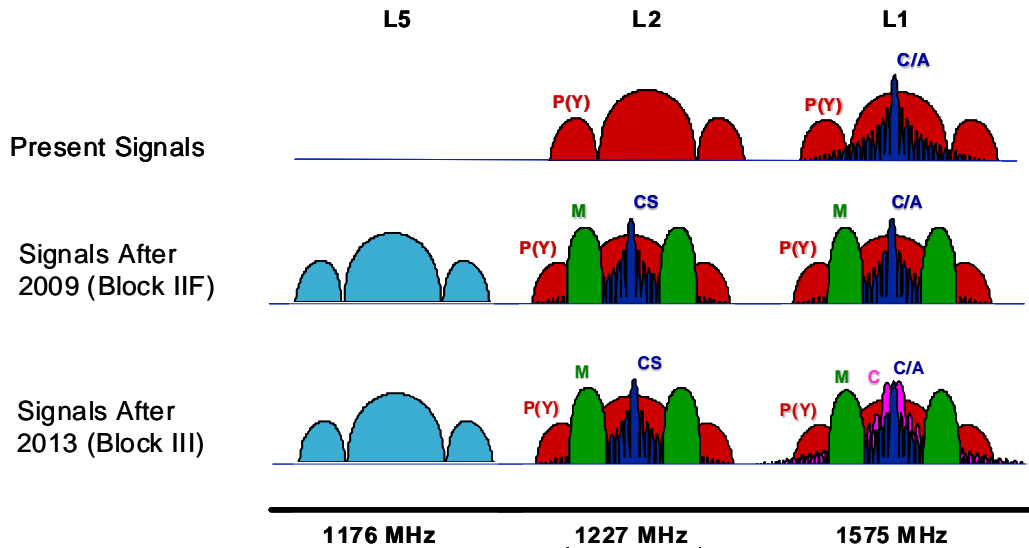 L5 L2 L1
C/A
P(Y) P(Y)
Present Signals
M CS M C/A
Signals After
P(Y) P(Y)
2009 (Block IIF)
M CS M C C/A
Signals After
P(Y) P(Y)
2013 (Block III)
1176 MHz 1227 MHz 1575 MHz